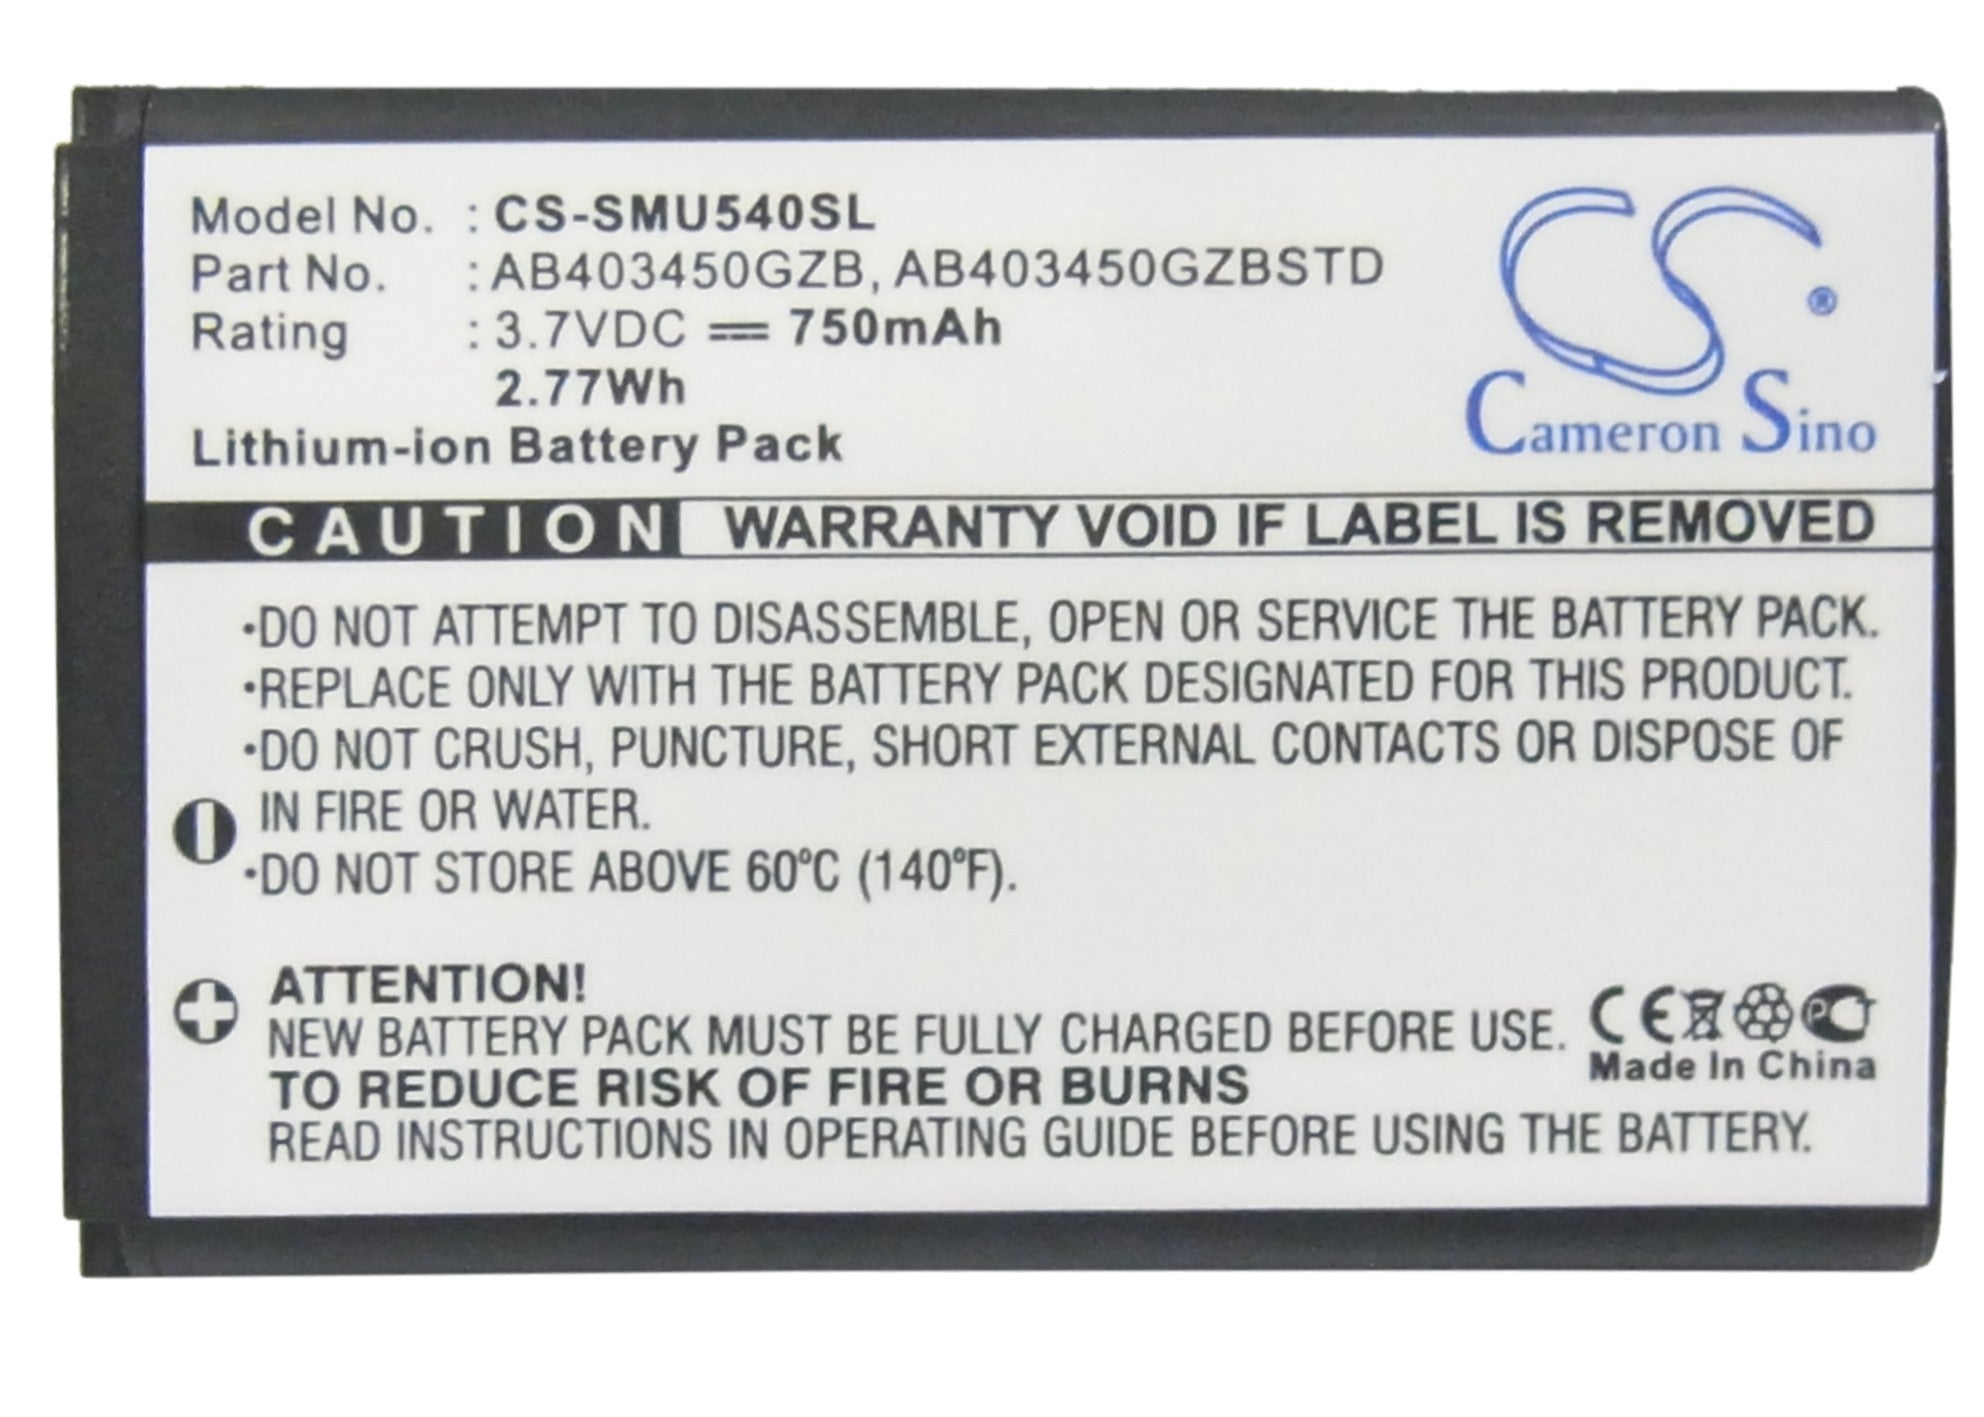 Model No. : CS-SMU540SL
Part No. : AB403450GZB, AB403450GZBSTD
Rating : 3.7VDC 750mAh
2.77Wh
Lithium-ion Battery Pack
CS®
Cameron Sino
CAUTION WARRANTY VOID IF LABEL IS REMOVED
•DO NOT ATTEMPT TO DISASSEMBLE, OPEN OR SERVICE THE BATTERY PACK.
•REPLACE ONLY WITH THE BATTERY PACK DESIGNATED FOR THIS PRODUCT.
•DO NOT CRUSH, PUNCTURE, SHORT EXTERNAL CONTACTS OR DISPOSE OF
IN FIRE OR WATER.
•DO NOT STORE ABOVE 60ºC (140ºF).
ATTENTION!
NEW BATTERY PACK MUST BE FULLY CHARGED BEFORE USE.
TO REDUCE RISK OF FIRE OR BURNS
READ INSTRUCTIONS IN OPERATING GUIDE BEFORE USING THE BATTERY.
CE PCT
Made In China